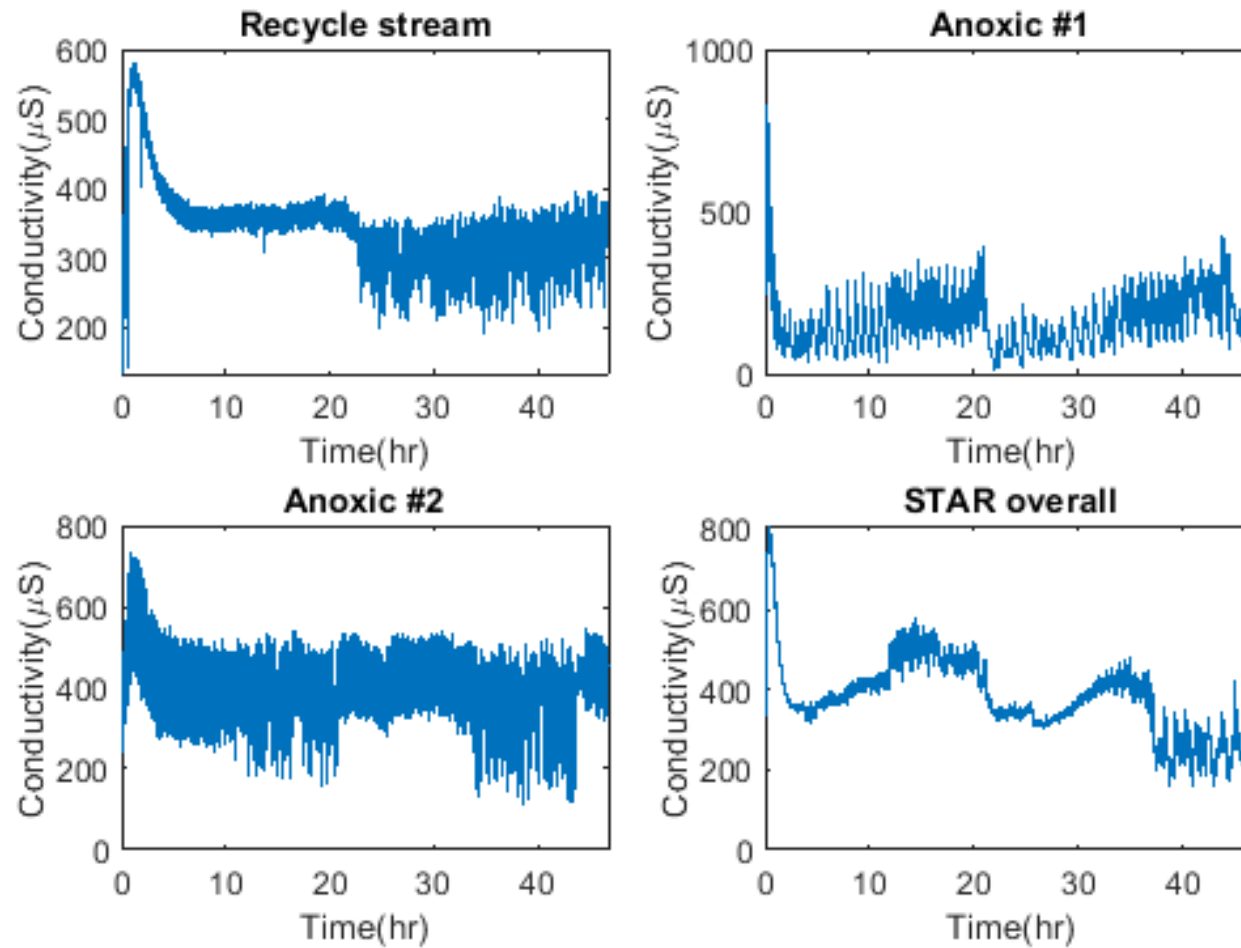 Recycle stream
600
500
400
300
200
Conductivity(μS)
0 10 20 30 40
Time(hr)
Anoxic #1
1000
500
0
Conductivity(μS)
0 10 20 30 40
Time(hr)
Anoxic #2
800
600
400
200
0
Conductivity(μS)
0 10 20 30 40
Time(hr)
STAR overall
800
600
400
200
0
Conductivity(μS)
0 10 20 30 40
Time(hr)